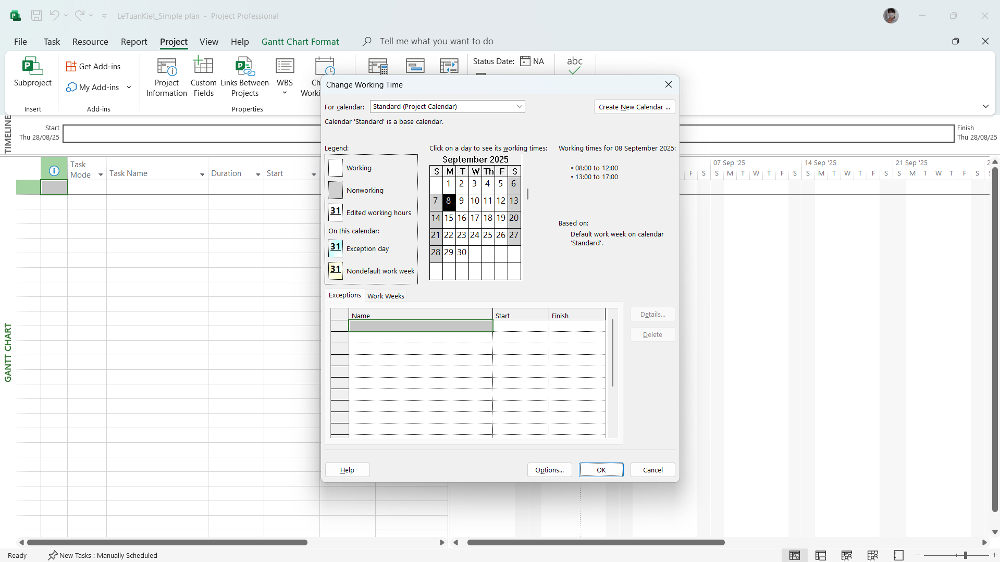 LeTuanKiet_Simple plan - Project Professional
File Task Resource Report Project View Help Gantt Chart Format Tell me what you want to do
Subproject
Get Add-ins
My Add-ins
Project Information
Custom Fields
Links Between Projects
WBS
Status Date: NA
abc
Insert Add-ins Properties
Change Working Time
For calendar: Standard (Project Calendar) Create New Calendar ...
Calendar 'Standard' is a base calendar.
TIMELINE
Start
Thu 28/08/25
Finish
Thu 28/08/25
Legend:
Working
Nonworking
31 Edited working hours
On this calendar:
31 Exception day
31 Nondefault work week
Click on a day to see its working times:
September 2025
S M T W Th F S
1 2 3 4 5 6
7 8 9 10 11 12 13
14 15 16 17 18 19 20
21 22 23 24 25 26 27
28 29 30
Working times for 08 September 2025:
• 08:00 to 12:00
• 13:00 to 17:00
Based on:
Default work week on calendar
'Standard'.
Task Mode Task Name Duration Start
07 Sep '25 14 Sep '25 21 Sep '25
F S S M T W T F S S M T W T F S S M T W T F S
GANTT CHART
Exceptions Work Weeks
Name Start Finish
Details...
Delete
Help Options... OK Cancel
Ready New Tasks : Manually Scheduled